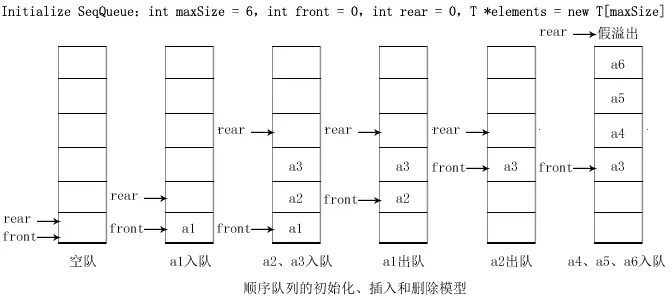 Initialize SeqQueue：int maxSize = 6，int front = 0，int rear = 0，T *elements = new T[maxSize]
rear 假溢出
a6
a5
rear rear rear a4
a3 a3 front a3 front a3
rear a2 front a2
rear
front front a1 front a1
空队 a1入队 a2、a3入队 a1出队 a2出队 a4、a5、a6入队
顺序队列的初始化、插入和删除模型